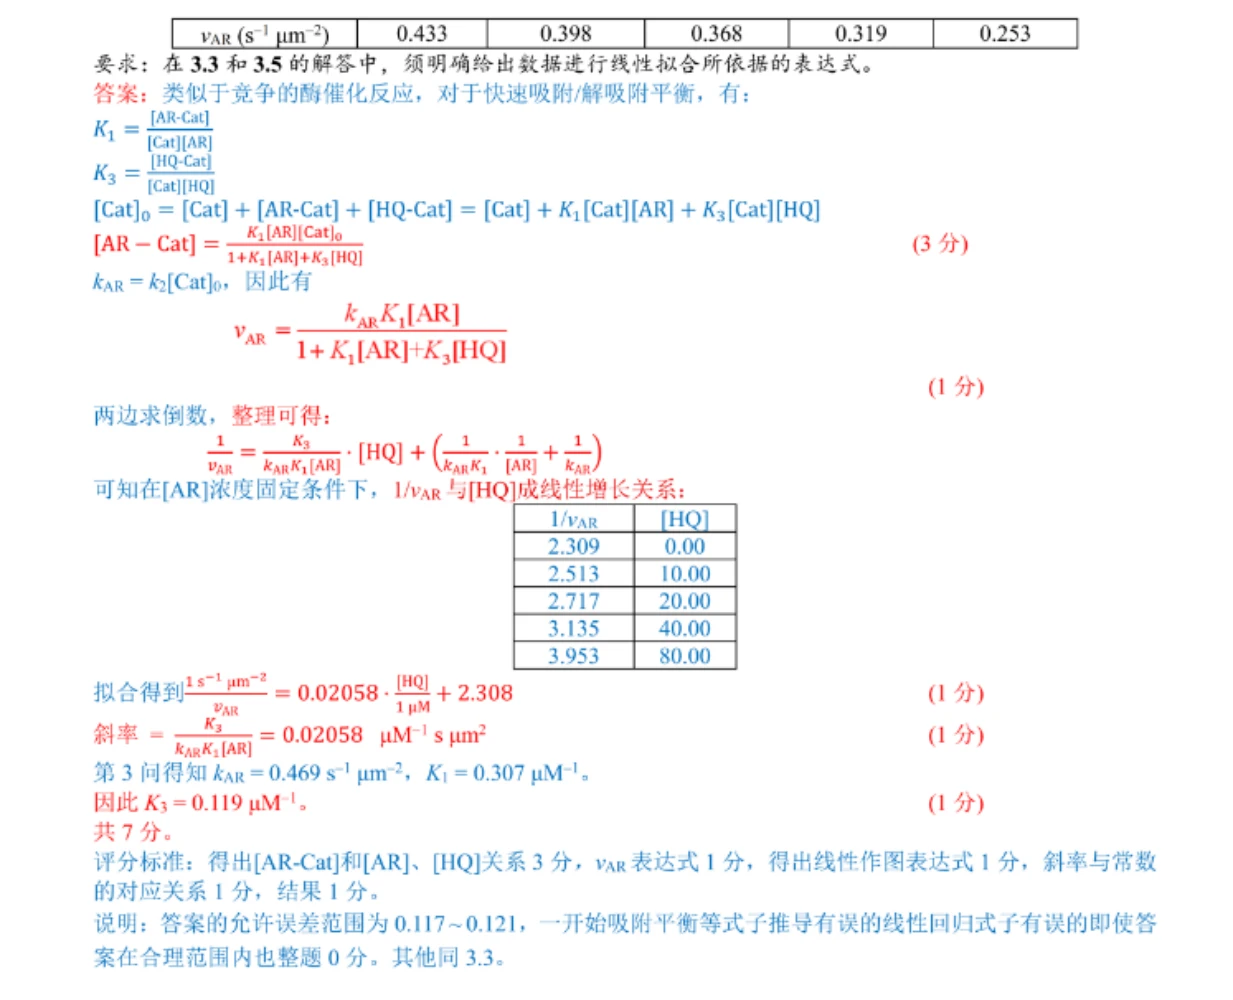 v_AR (s⁻¹ μm⁻²) 0.433 0.398 0.368 0.319 0.253
要求：在 3.3 和 3.5 的解答中，须明确给出数据进行线性拟合所依据的表达式。
答案：类似于竞争的酶催化反应，对于快速吸附/解吸附平衡，有：
K₁ = [AR-Cat] / [Cat][AR]
K₃ = [HQ-Cat] / [Cat][HQ]
[Cat]₀ = [Cat] + [AR-Cat] + [HQ-Cat] = [Cat] + K₁[Cat][AR] + K₃[Cat][HQ]
[AR − Cat] = K₁[AR][Cat]₀ / 1+K₁[AR]+K₃[HQ] (3 分)
k_AR = k₂[Cat]₀，因此有
v_AR = k_AR K₁[AR] / 1+ K₁[AR]+K₃[HQ]
(1 分)
两边求倒数，整理可得：
1/v_AR = K₃/k_AR K₁[AR] · [HQ] + (1/k_AR K₁ · 1/[AR] + 1/k_AR)
可知在[AR]浓度固定条件下，1/v_AR 与[HQ]成线性增长关系：
1/v_AR [HQ]
2.309 0.00
2.513 10.00
2.717 20.00
3.135 40.00
3.953 80.00
拟合得到 1 s⁻¹ μm⁻² / v_AR = 0.02058 · [HQ]/1 μM + 2.308 (1 分)
斜率 = K₃/k_AR K₁[AR] = 0.02058 μM⁻¹ s μm² (1 分)
第 3 问得知 k_AR = 0.469 s⁻¹ μm⁻²，K₁ = 0.307 μM⁻¹。
因此 K₃ = 0.119 μM⁻¹。 (1 分)
共 7 分。
评分标准：得出[AR-Cat]和[AR]、[HQ]关系 3 分，v_AR 表达式 1 分，得出线性作图表达式 1 分，斜率与常数
的对应关系 1 分，结果 1 分。
说明：答案的允许误差范围为 0.117~0.121，一开始吸附平衡等式子推导有误的线性回归式子有误的即使答
案在合理范围内也整题 0 分。其他同 3.3。